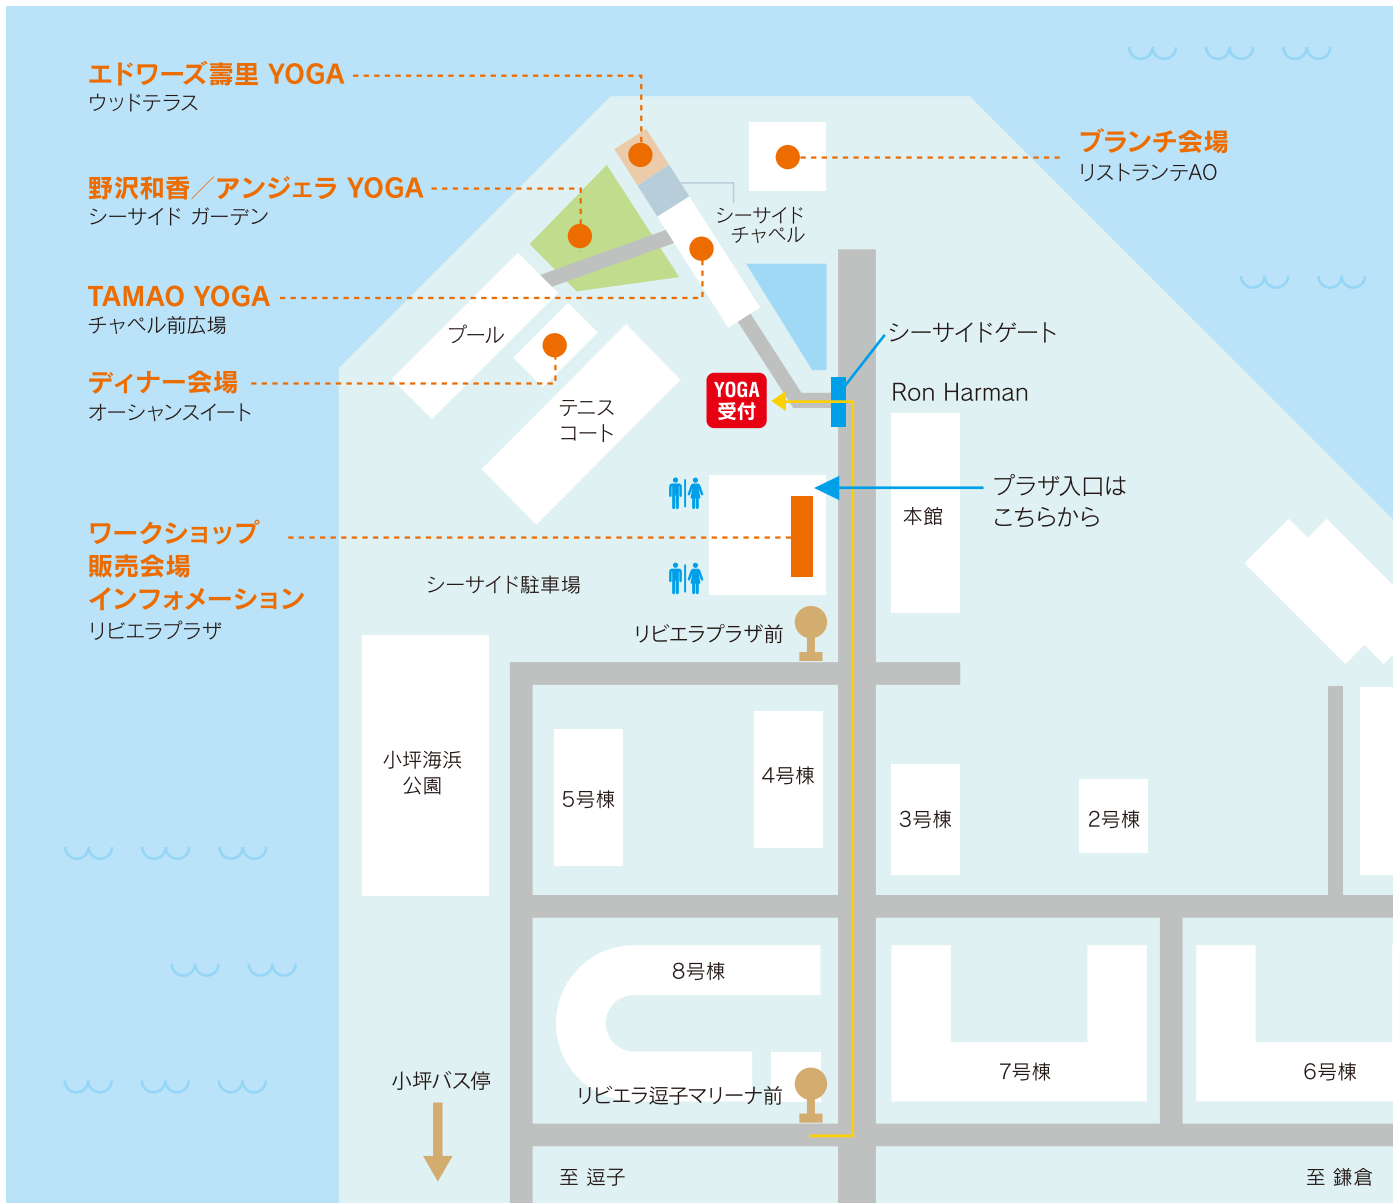 エドワーズ壽里 YOGA
ウッドテラス
ブランチ会場
リストランテAO
野沢和香／アンジェラ YOGA
シーサイド ガーデン
シーサイド
チャペル
TAMAO YOGA
チャペル前広場
プール
シーサイドゲート
ディナー会場
オーシャンスイート
YOGA
受付
Ron Harman
テニス
コート
プラザ入口は
こちらから
本館
ワークショップ
販売会場
インフォメーション
リビエラプラザ
シーサイド駐車場
リビエラプラザ前
小坪海浜
公園
5号棟
4号棟
3号棟
2号棟
8号棟
7号棟
6号棟
小坪バス停
リビエラ逗子マリーナ前
至 逗子
至 鎌倉